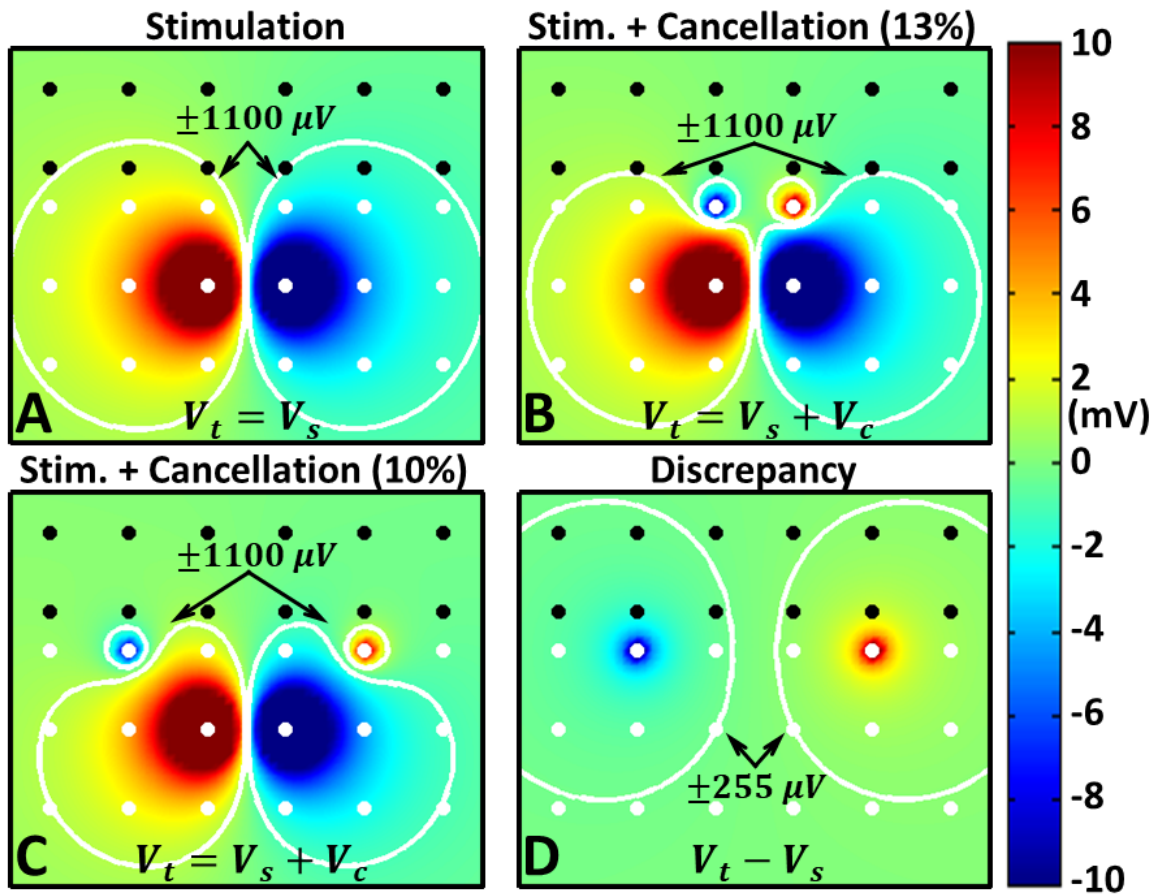 Stimulation
±1100 μV
A
V_t = V_s
Stim. + Cancellation (13%)
±1100 μV
B
V_t = V_s + V_c
Stim. + Cancellation (10%)
±1100 μV
C
V_t = V_s + V_c
Discrepancy
±255 μV
D
V_t − V_s
10
8
6
4
2
(mV)
0
-2
-4
-6
-8
-10